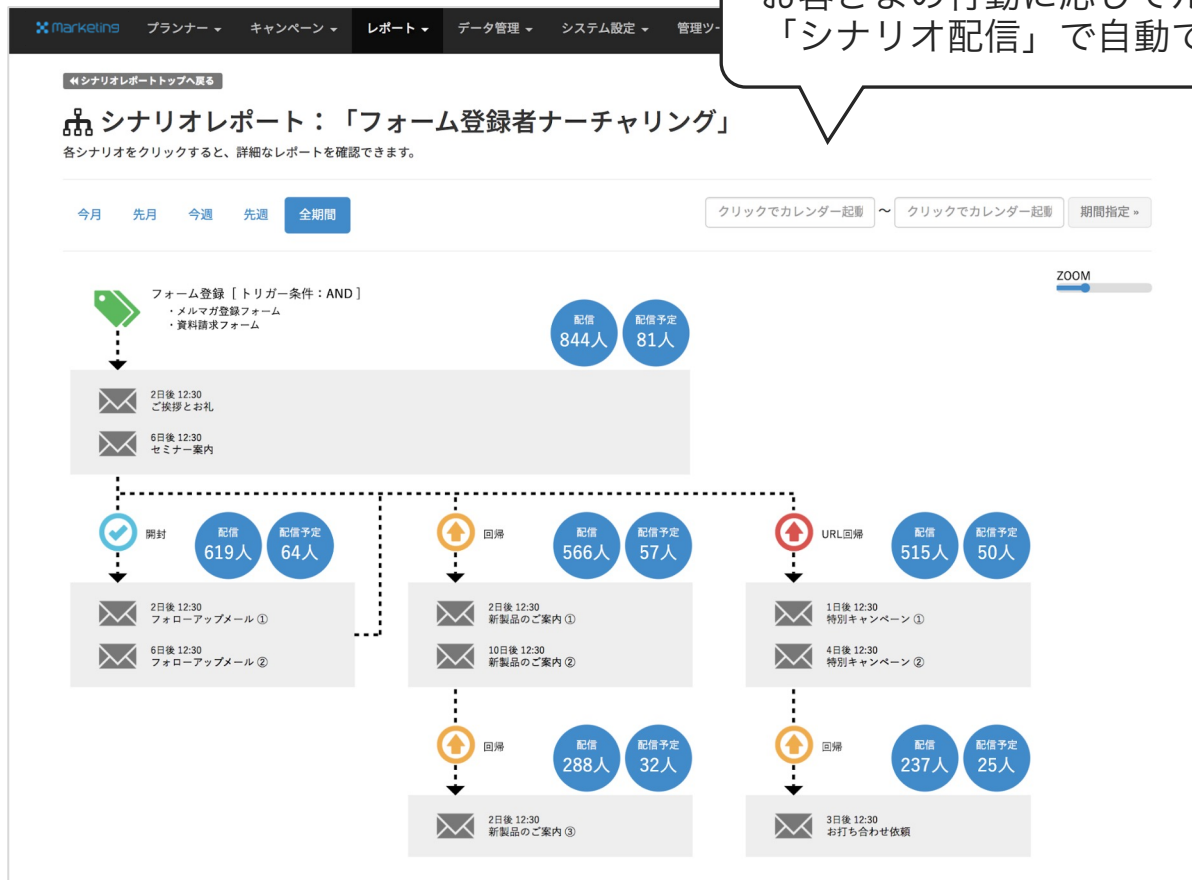 お客さまの行動に応じて
「シナリオ配信」で自動で
Marketing プランナー キャンペーン レポート データ管理 システム設定 管理ツー
シナリオレポートトップへ戻る
シナリオレポート：「フォーム登録者ナーチャリング」
各シナリオをクリックすると、詳細なレポートを確認できます。
今月 先月 今週 先週 全期間 クリックでカレンダー起動 〜 クリックでカレンダー起動 期間指定 »
ZOOM
フォーム登録［トリガー条件：AND］
・メルマガ登録フォーム
・資料請求フォーム
配信 配信予定
844人 81人
2日後 12:30
ご挨拶とお礼
6日後 12:30
セミナー案内
開封 配信 619人 配信予定 64人
回帰 配信 566人 配信予定 57人
URL回帰 配信 515人 配信予定 50人
2日後 12:30
フォローアップメール ①
6日後 12:30
フォローアップメール ②
2日後 12:30
新製品のご案内 ①
10日後 12:30
新製品のご案内 ②
1日後 12:30
特別キャンペーン ①
4日後 12:30
特別キャンペーン ②
回帰 配信 288人 配信予定 32人
回帰 配信 237人 配信予定 25人
2日後 12:30
新製品のご案内 ③
3日後 12:30
お打ち合わせ依頼